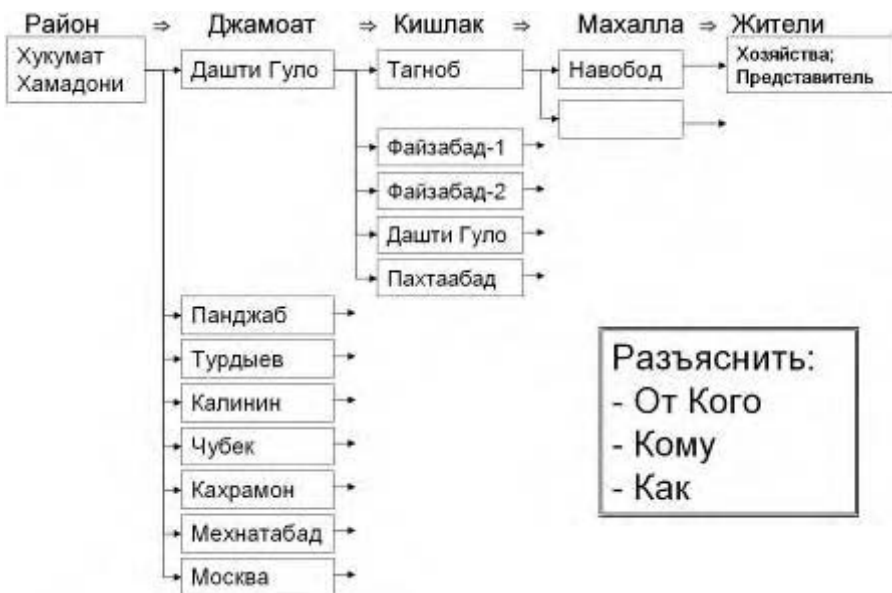 Район ⇒ Джамоат ⇒ Кишлак ⇒ Махалла ⇒ Жители
Хукумат
Хамадони
Дашти Гуло
Тагноб
Навобод
Хозяйства;
Представитель
Файзабад-1
Файзабад-2
Дашти Гуло
Пахтаабад
Панджаб
Турдыев
Калинин
Чубек
Кахрамон
Мехнатабад
Москва
Разъяснить:
- От Кого
- Кому
- Как